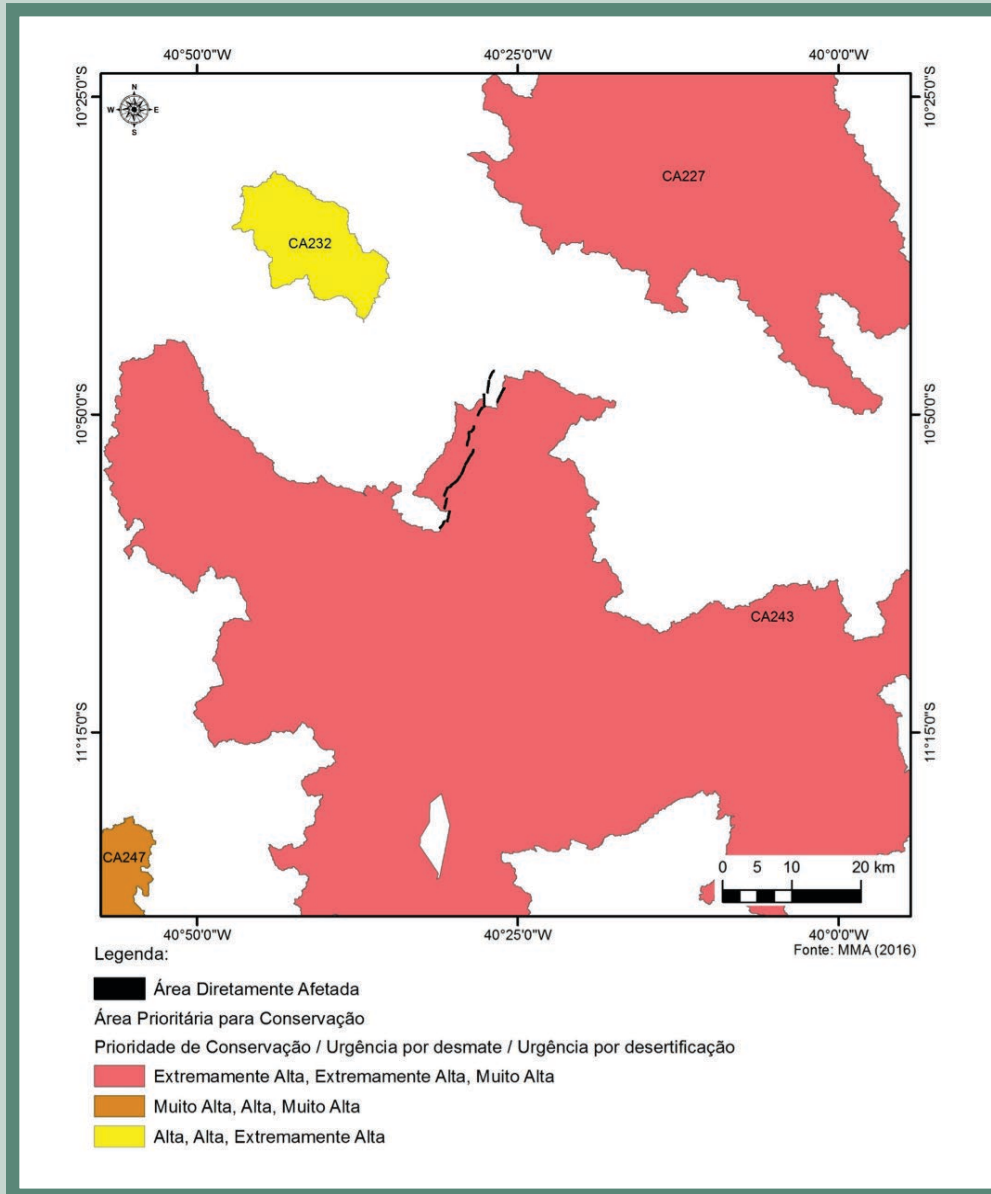 40°50'0"W 40°25'0"W 40°0'0"W
10°25'0"S 10°25'0"S
N
W E
S
CA227
CA232
10°50'0"S 10°50'0"S
CA243
11°15'0"S 11°15'0"S
CA247
0 5 10 20 km
40°50'0"W 40°25'0"W 40°0'0"W
Fonte: MMA (2016)
Legenda:
Área Diretamente Afetada
Área Prioritária para Conservação
Prioridade de Conservação / Urgência por desmate / Urgência por desertificação
Extremamente Alta, Extremamente Alta, Muito Alta
Muito Alta, Alta, Muito Alta
Alta, Alta, Extremamente Alta